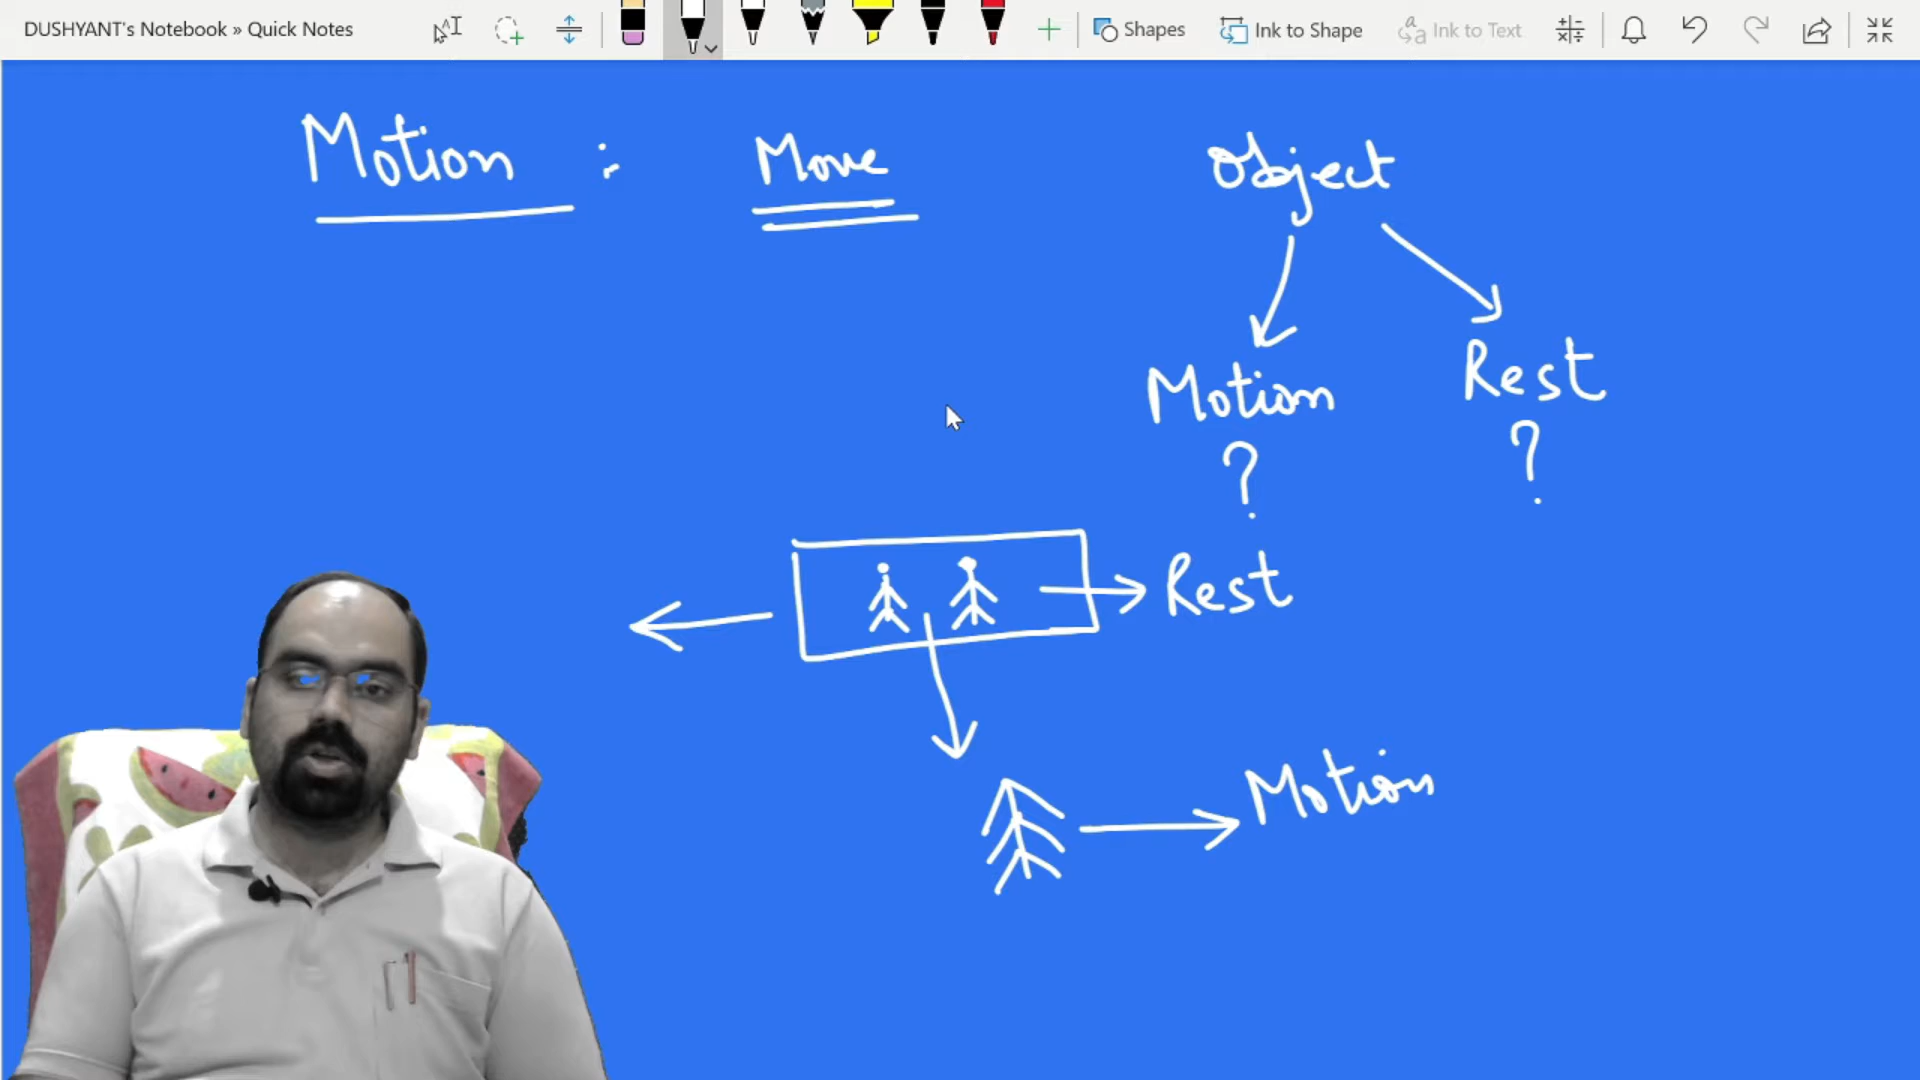 DUSHYANT's Notebook » Quick Notes
Shapes
Ink to Shape
Ink to Text
Motion : Move
Object
Motion Rest
? ?
Rest
Motion